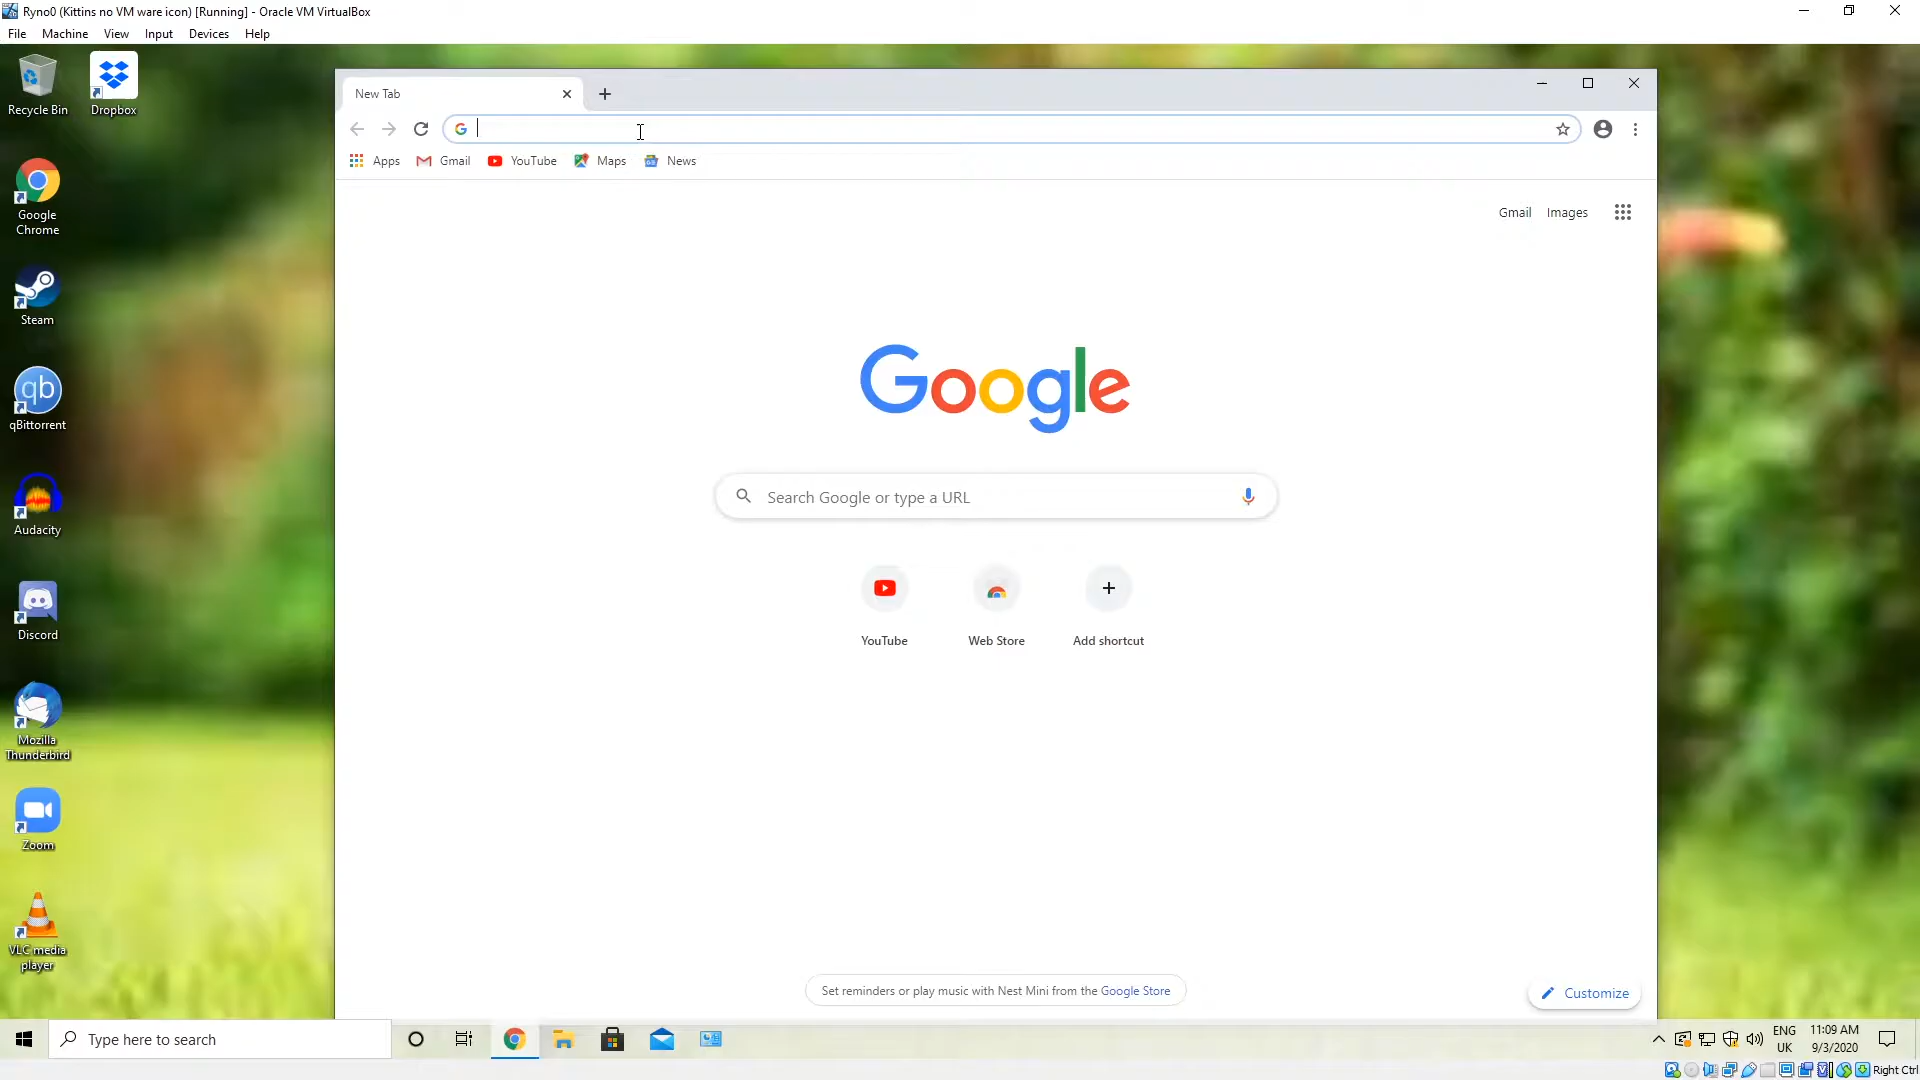 Ryno0 (Kittins no VM ware icon) [Running] - Oracle VM VirtualBox
File Machine View Input Devices Help
Recycle Bin
Dropbox
Google
Chrome
Steam
qb
qBittorrent
Audacity
Discord
Mozilla
Thunderbird
Zoom
VLC media
player
New Tab
Apps Gmail YouTube Maps News
Gmail Images
Google
Search Google or type a URL
YouTube Web Store Add shortcut
Set reminders or play music with Nest Mini from the Google Store
Customize
Type here to search
ENG
UK
11:09 AM
9/3/2020
Right Ctrl